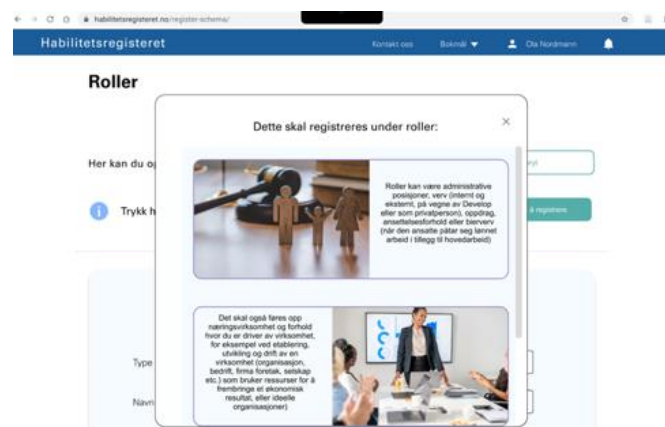 habilitetsregisteret.no/register-schema/
Habilitetsregisteret
Kontakt oss
Bokmål
Ola Nordmann
Roller
Dette skal registreres under roller:
Her kan du op
Trykk h
å registrere
Roller kan være administrative
posisjoner, verv (internt og
eksternt, på vegne av Develop
eller som privatperson), oppdrag,
ansettelsesforhold eller bierverv
(når den ansatte påtar seg lønnet
arbeid i tillegg til hovedarbeid)
Det skal også føres opp
næringsvirksomhet og forhold
hvor du er driver av virksomhet,
for eksempel ved etablering,
utvikling og drift av en
virksomhet (organisasjon,
bedrift, firma foretak, selskap
etc.) som bruker ressurser for å
frembringe et økonomisk
resultat, eller ideelle
organisasjoner)
Type
Navn